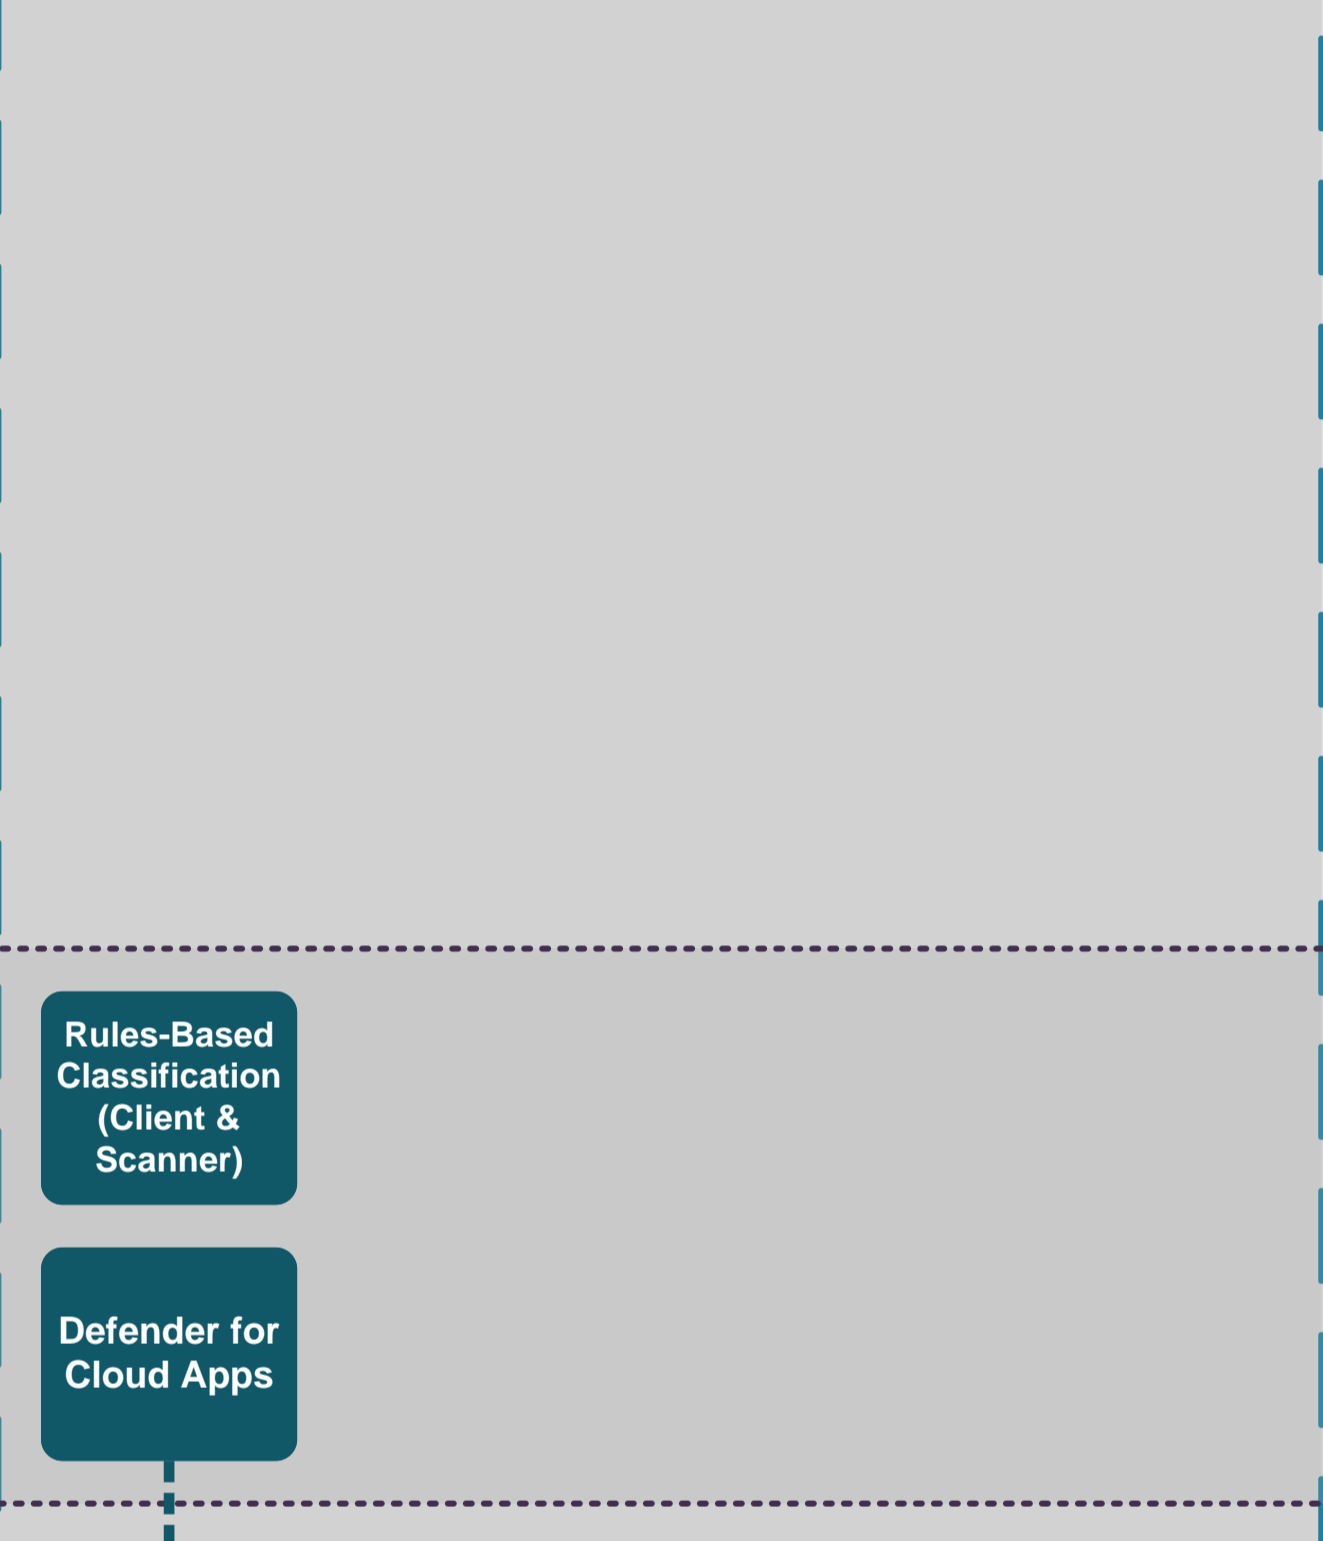 Rules-Based
Classification
(Client &
Scanner)
Defender for
Cloud Apps